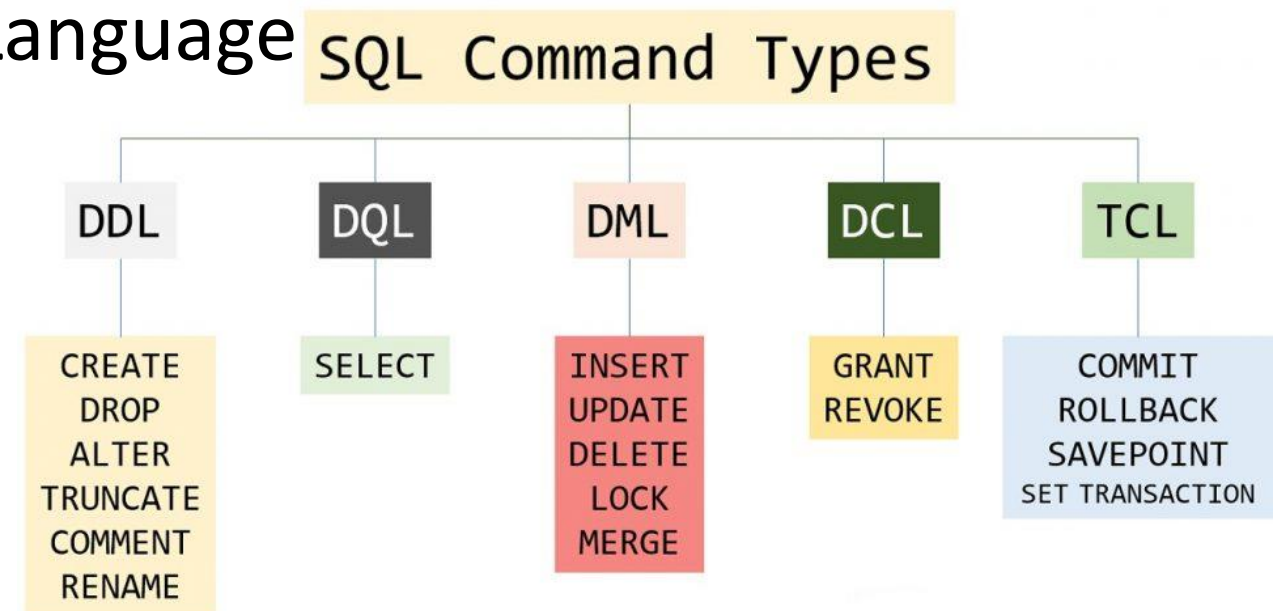 Language
SQL Command Types
DDL
DQL
DML
DCL
TCL
CREATE
DROP
ALTER
TRUNCATE
COMMENT
RENAME
SELECT
INSERT
UPDATE
DELETE
LOCK
MERGE
GRANT
REVOKE
COMMIT
ROLLBACK
SAVEPOINT
SET TRANSACTION